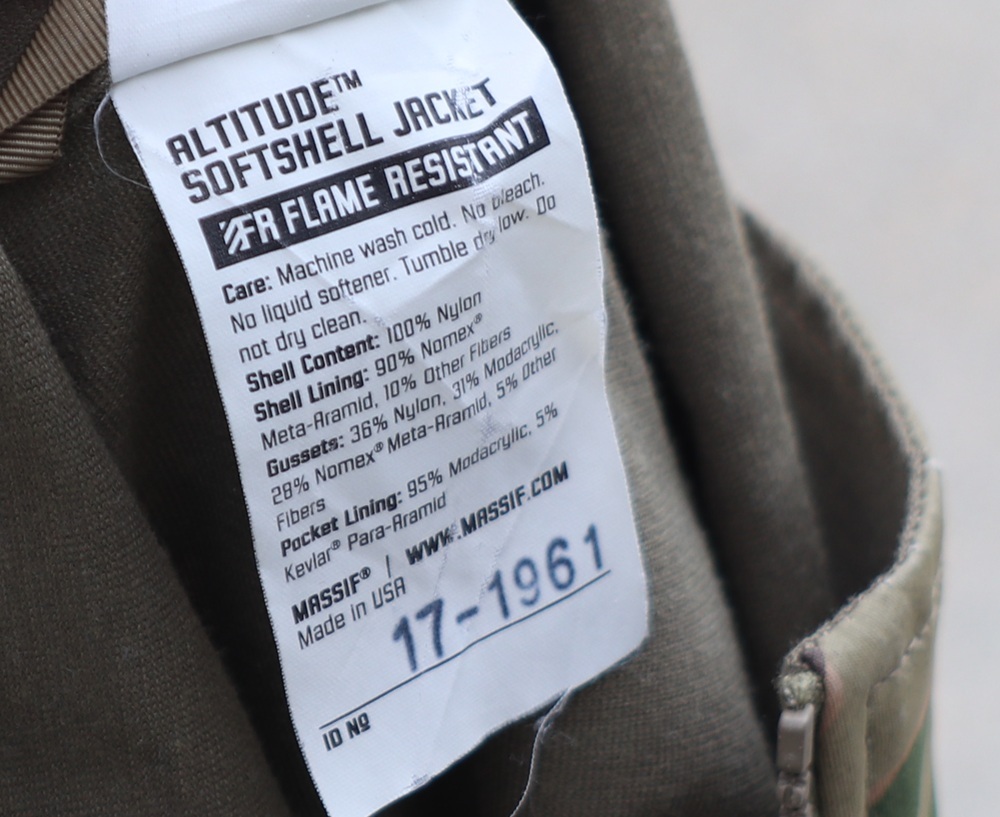 ALTITUDE™
SOFTSHELL JACKET
FR FLAME RESISTANT
Care: Machine wash cold. No bleach.
No liquid softener. Tumble dry low. Do
not dry clean.
Shell Content: 100% Nylon
Shell Lining: 90% Nomex®
Meta-Aramid, 10% Other Fibers
Gussets: 36% Nylon, 31% Modacrylic,
28% Nomex® Meta-Aramid, 5% Other
Fibers
Pocket Lining: 95% Modacrylic, 5%
Kevlar® Para-Aramid
MASSIF® / WWW.MASSIF.COM
Made in USA
17-1961
ID Nº